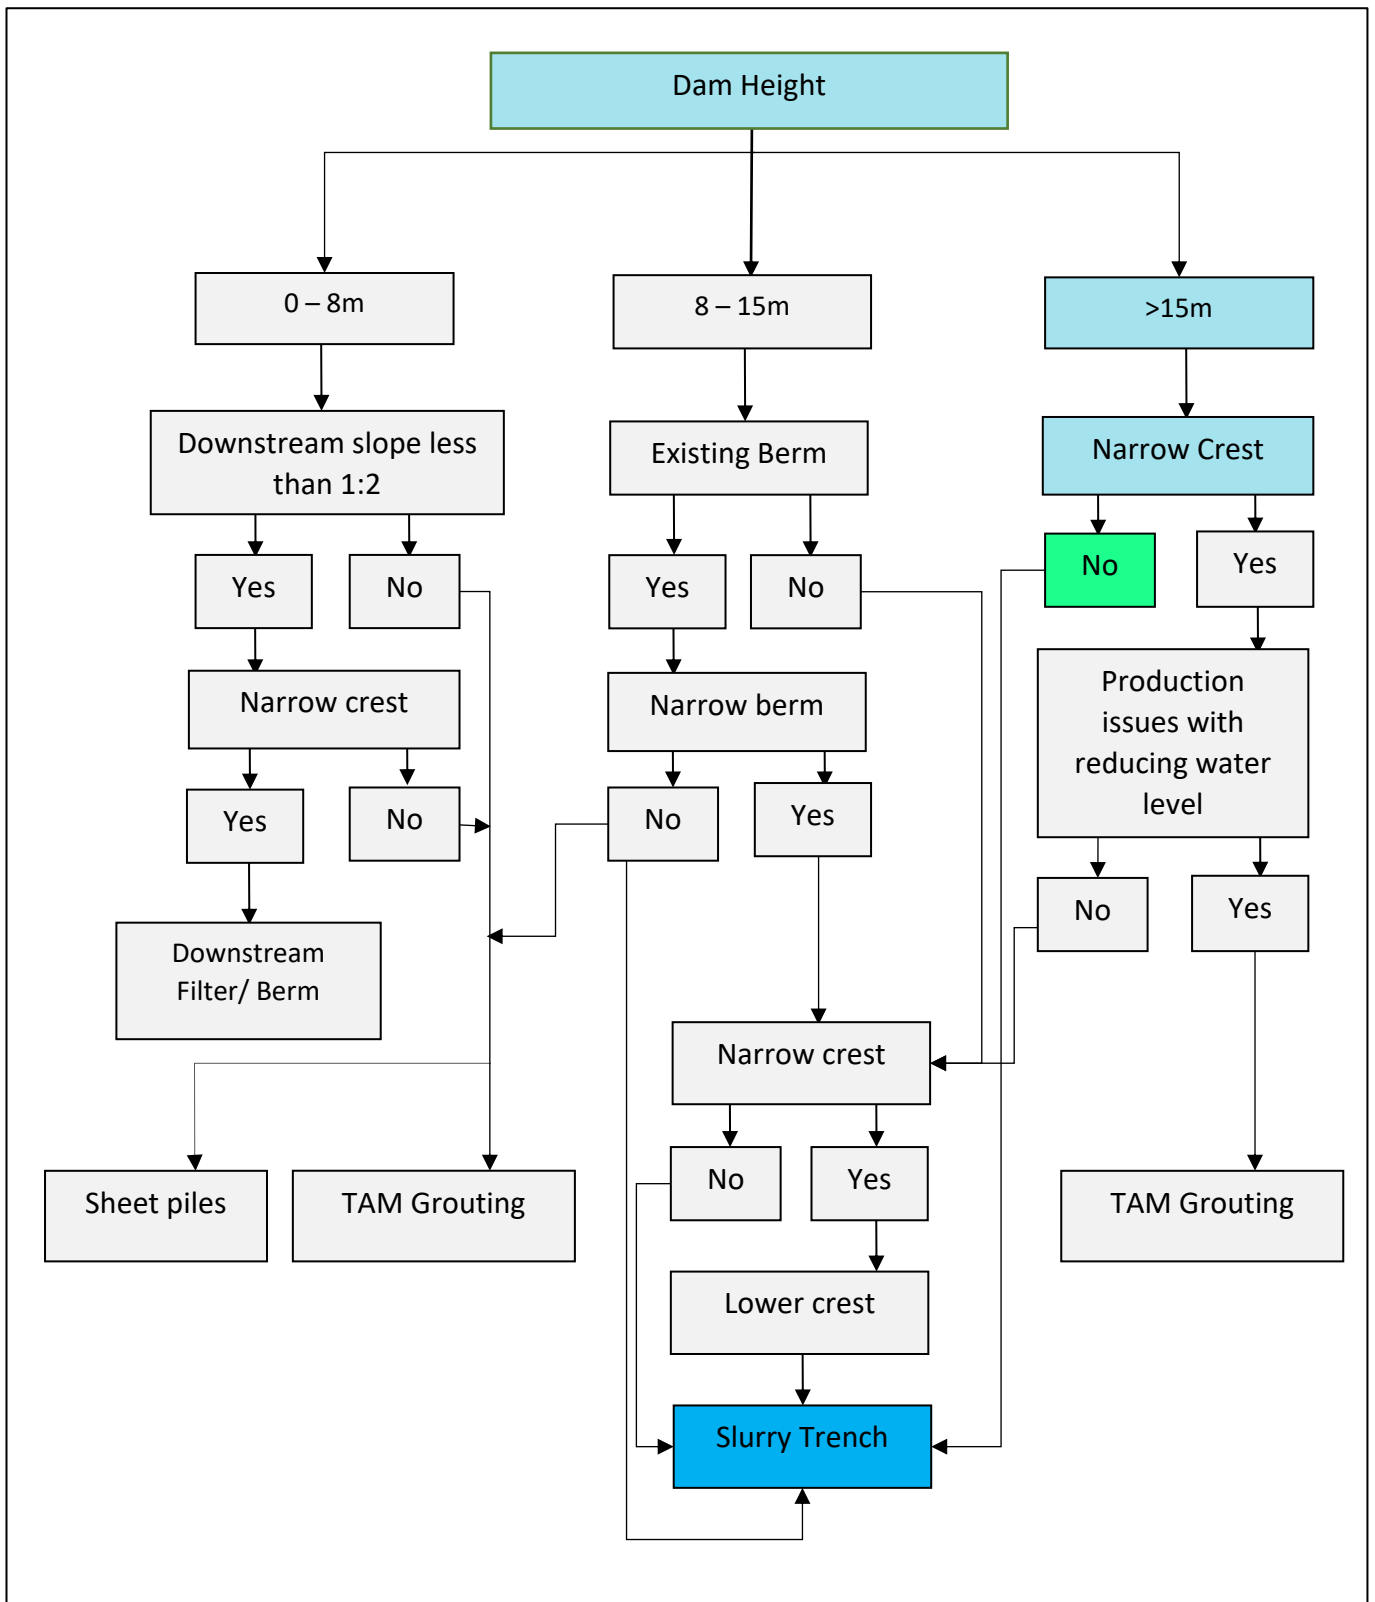 Dam Height
0 – 8m
8 – 15m
>15m
Downstream slope less
than 1:2
Existing Berm
Narrow Crest
Yes
No
Yes
No
No
Yes
Narrow crest
Narrow berm
Production
issues with
reducing water
level
Yes
No
No
Yes
No
Yes
Downstream
Filter/ Berm
Narrow crest
No
Yes
Sheet piles
TAM Grouting
TAM Grouting
Lower crest
Slurry Trench